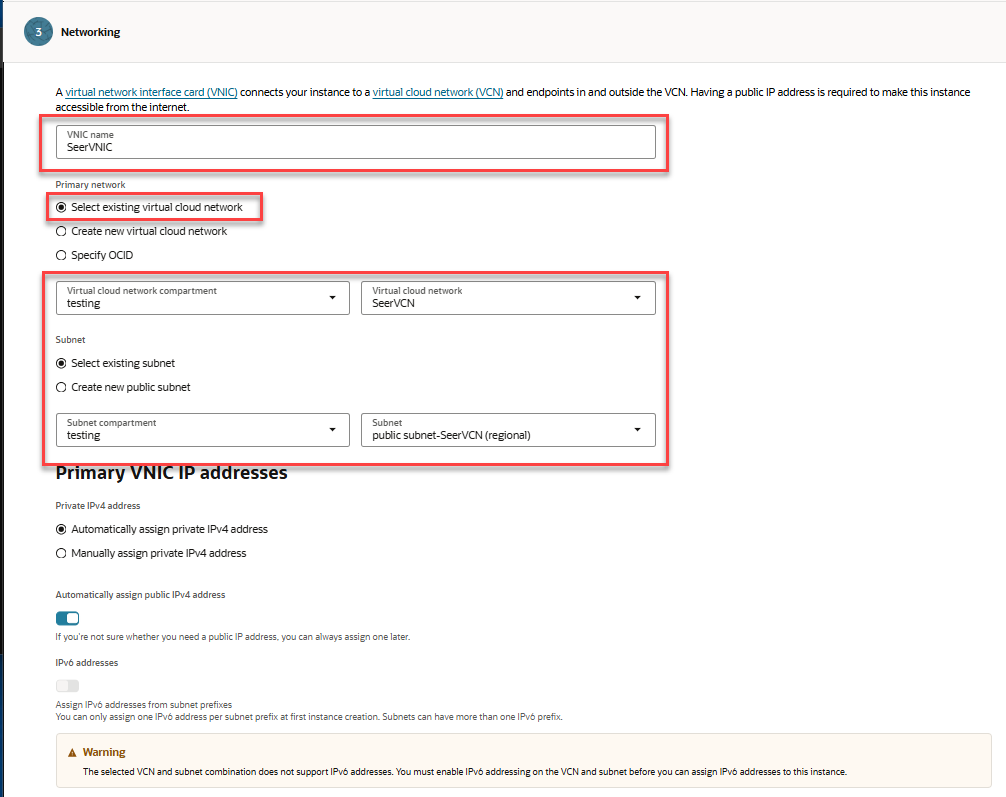 3 Networking
A virtual network interface card (VNIC) connects your instance to a virtual cloud network (VCN) and endpoints in and outside the VCN. Having a public IP address is required to make this instance
accessible from the internet.
VNIC name
SeerVNIC
Primary network
Select existing virtual cloud network
Create new virtual cloud network
Specify OCID
Virtual cloud network compartment
testing
Virtual cloud network
SeerVCN
Subnet
Select existing subnet
Create new public subnet
Subnet compartment
testing
Subnet
public subnet-SeerVCN (regional)
Primary VNIC IP addresses
Private IPv4 address
Automatically assign private IPv4 address
Manually assign private IPv4 address
Automatically assign public IPv4 address
If you're not sure whether you need a public IP address, you can always assign one later.
IPv6 addresses
Assign IPv6 addresses from subnet prefixes
You can only assign one IPv6 address per subnet prefix at first instance creation. Subnets can have more than one IPv6 prefix.
Warning
The selected VCN and subnet combination does not support IPv6 addresses. You must enable IPv6 addressing on the VCN and subnet before you can assign IPv6 addresses to this instance.